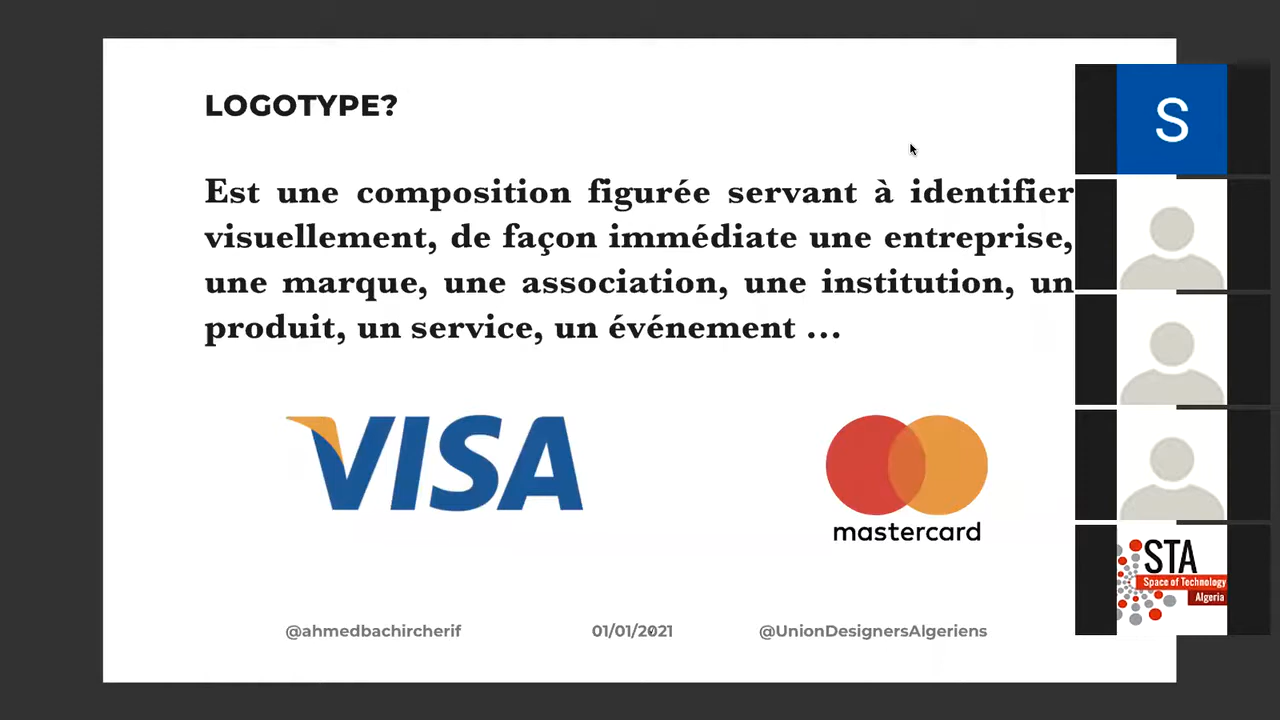 LOGOTYPE?
Est une composition figurée servant à identifier
visuellement, de façon immédiate une entreprise,
une marque, une association, une institution, un
produit, un service, un événement ...
VISA
mastercard
@ahmedbachircherif
01/01/2021
@UnionDesignersAlgeriens
S
STA
Space of Technology
Algeria